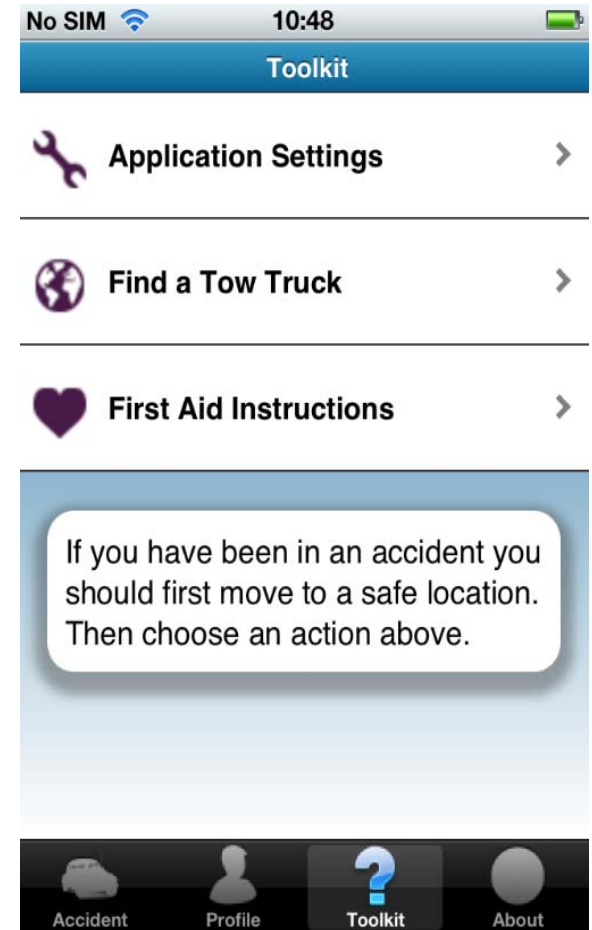 No SIM 10:48
Toolkit
Application Settings
Find a Tow Truck
First Aid Instructions
If you have been in an accident you
should first move to a safe location.
Then choose an action above.
Accident Profile Toolkit About